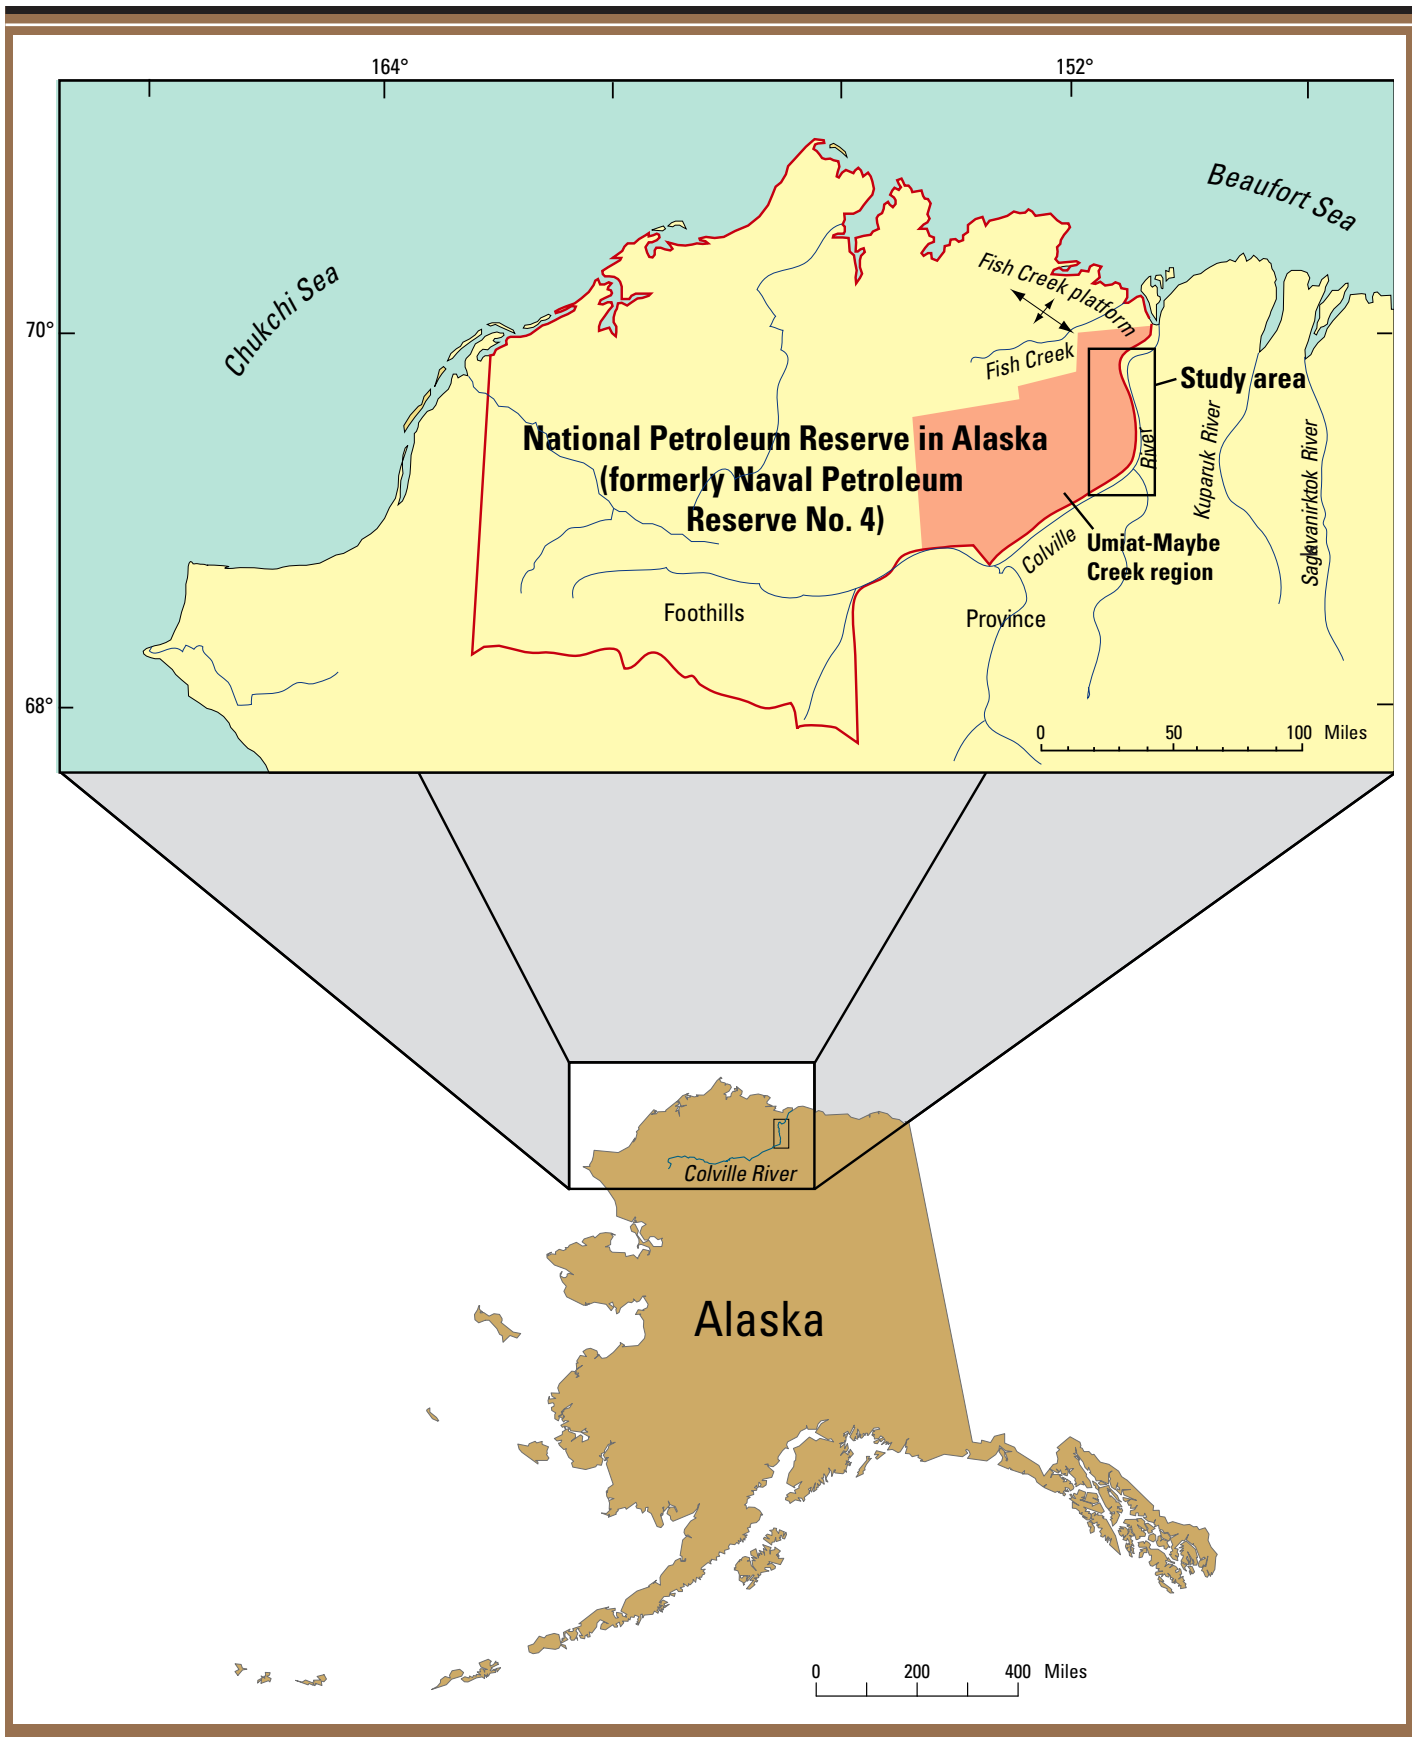 164°
152°
Beaufort Sea
Chukchi Sea
Fish Creek platform
70°
Fish Creek
Study area
National Petroleum Reserve in Alaska
(formerly Naval Petroleum
Reserve No. 4)
River
Kuparuk River
Sagavanirktok River
Colville
Umiat-Maybe
Creek region
Foothills
Province
68°
0 50 100 Miles
Colville River
Alaska
0 200 400 Miles